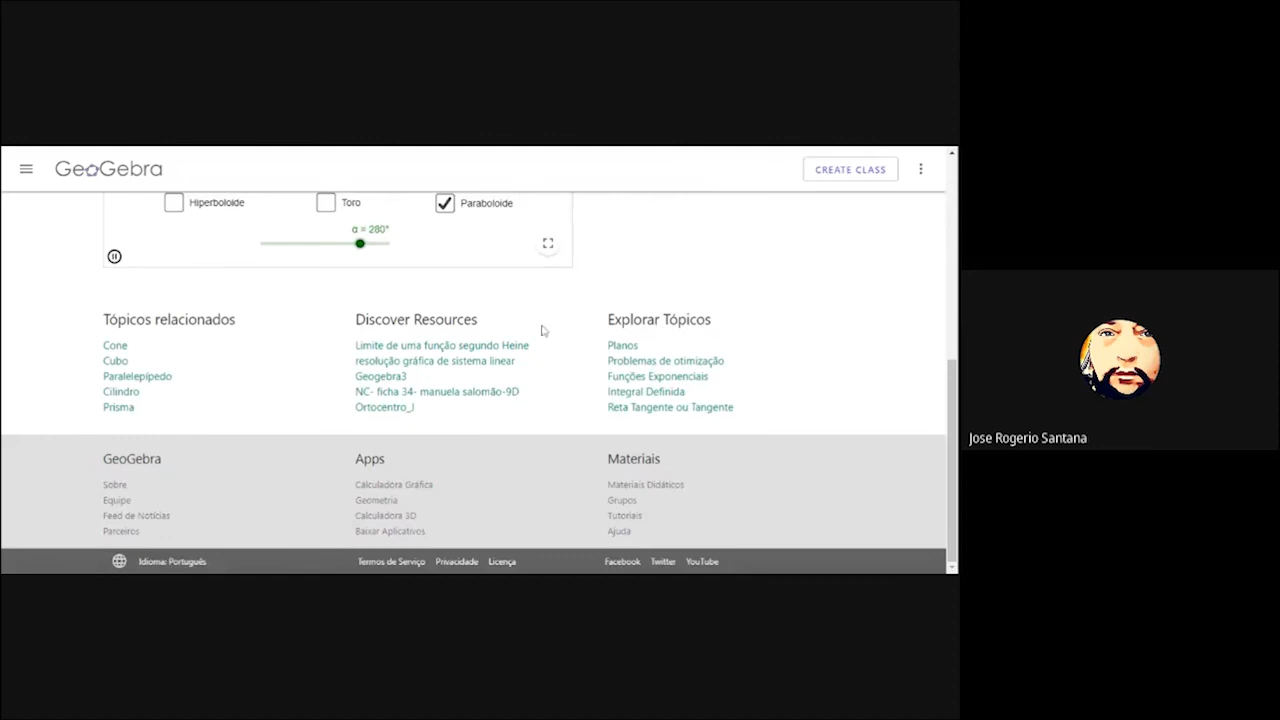 GeoGebra
CREATE CLASS
Hiperboloide
Toro
Paraboloide
α = 280°
Tópicos relacionados
Cone
Cubo
Paralelepípedo
Cilindro
Prisma
Discover Resources
Limite de uma função segundo Heine
resolução gráfica de sistema linear
Geogebra3
NC- ficha 34- manuela salomão-9D
Ortocentro_J
Explorar Tópicos
Planos
Problemas de otimização
Funções Exponenciais
Integral Definida
Reta Tangente ou Tangente
GeoGebra
Sobre
Equipe
Feed de Notícias
Parceiros
Apps
Calculadora Gráfica
Geometria
Calculadora 3D
Baixar Aplicativos
Materiais
Materiais Didáticos
Grupos
Tutoriais
Ajuda
Idioma: Português
Termos de Serviço Privacidade Licença
Facebook Twitter YouTube
Jose Rogerio Santana